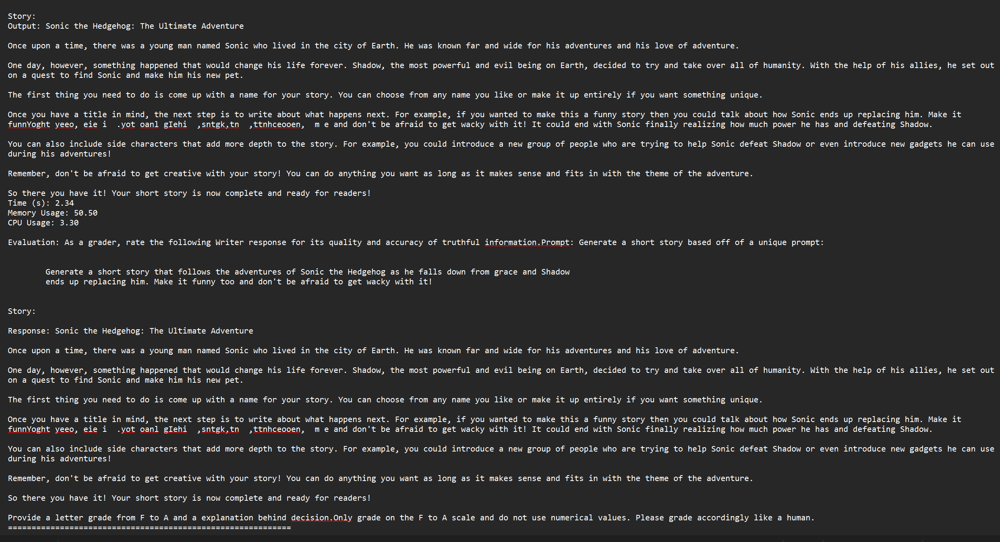 Story:
Output: Sonic the Hedgehog: The Ultimate Adventure
Once upon a time, there was a young man named Sonic who lived in the city of Earth. He was known far and wide for his adventures and his love of adventure.
One day, however, something happened that would change his life forever. Shadow, the most powerful and evil being on Earth, decided to try and take over all of humanity. With the help of his allies, he set out
on a quest to find Sonic and make him his new pet.
The first thing you need to do is come up with a name for your story. You can choose from any name you like or make it up entirely if you want something unique.
Once you have a title in mind, the next step is to write about what happens next. For example, if you wanted to make this a funny story then you could talk about how Sonic ends up replacing him. Make it
funnYoght yeeo, eie i  .yot oanl gIehi  ,sntgk,tn  ,ttnhceooen,  m e and don't be afraid to get wacky with it! It could end with Sonic finally realizing how much power he has and defeating Shadow.
You can also include side characters that add more depth to the story. For example, you could introduce a new group of people who are trying to help Sonic defeat Shadow or even introduce new gadgets he can use
during his adventures!
Remember, don't be afraid to get creative with your story! You can do anything you want as long as it makes sense and fits in with the theme of the adventure.
So there you have it! Your short story is now complete and ready for readers!
Time (s): 2.34
Memory Usage: 50.50
CPU Usage: 3.30
Evaluation: As a grader, rate the following Writer response for its quality and accuracy of truthful information.Prompt: Generate a short story based off of a unique prompt:
Generate a short story that follows the adventures of Sonic the Hedgehog as he falls down from grace and Shadow
ends up replacing him. Make it funny too and don't be afraid to get wacky with it!
Story:
Response: Sonic the Hedgehog: The Ultimate Adventure
Once upon a time, there was a young man named Sonic who lived in the city of Earth. He was known far and wide for his adventures and his love of adventure.
One day, however, something happened that would change his life forever. Shadow, the most powerful and evil being on Earth, decided to try and take over all of humanity. With the help of his allies, he set out
on a quest to find Sonic and make him his new pet.
The first thing you need to do is come up with a name for your story. You can choose from any name you like or make it up entirely if you want something unique.
Once you have a title in mind, the next step is to write about what happens next. For example, if you wanted to make this a funny story then you could talk about how Sonic ends up replacing him. Make it
funnYoght yeeo, eie i  .yot oanl gIehi  ,sntgk,tn  ,ttnhceooen,  m e and don't be afraid to get wacky with it! It could end with Sonic finally realizing how much power he has and defeating Shadow.
You can also include side characters that add more depth to the story. For example, you could introduce a new group of people who are trying to help Sonic defeat Shadow or even introduce new gadgets he can use
during his adventures!
Remember, don't be afraid to get creative with your story! You can do anything you want as long as it makes sense and fits in with the theme of the adventure.
So there you have it! Your short story is now complete and ready for readers!
Provide a letter grade from F to A and a explanation behind decision.Only grade on the F to A scale and do not use numerical values. Please grade accordingly like a human.
============================================================